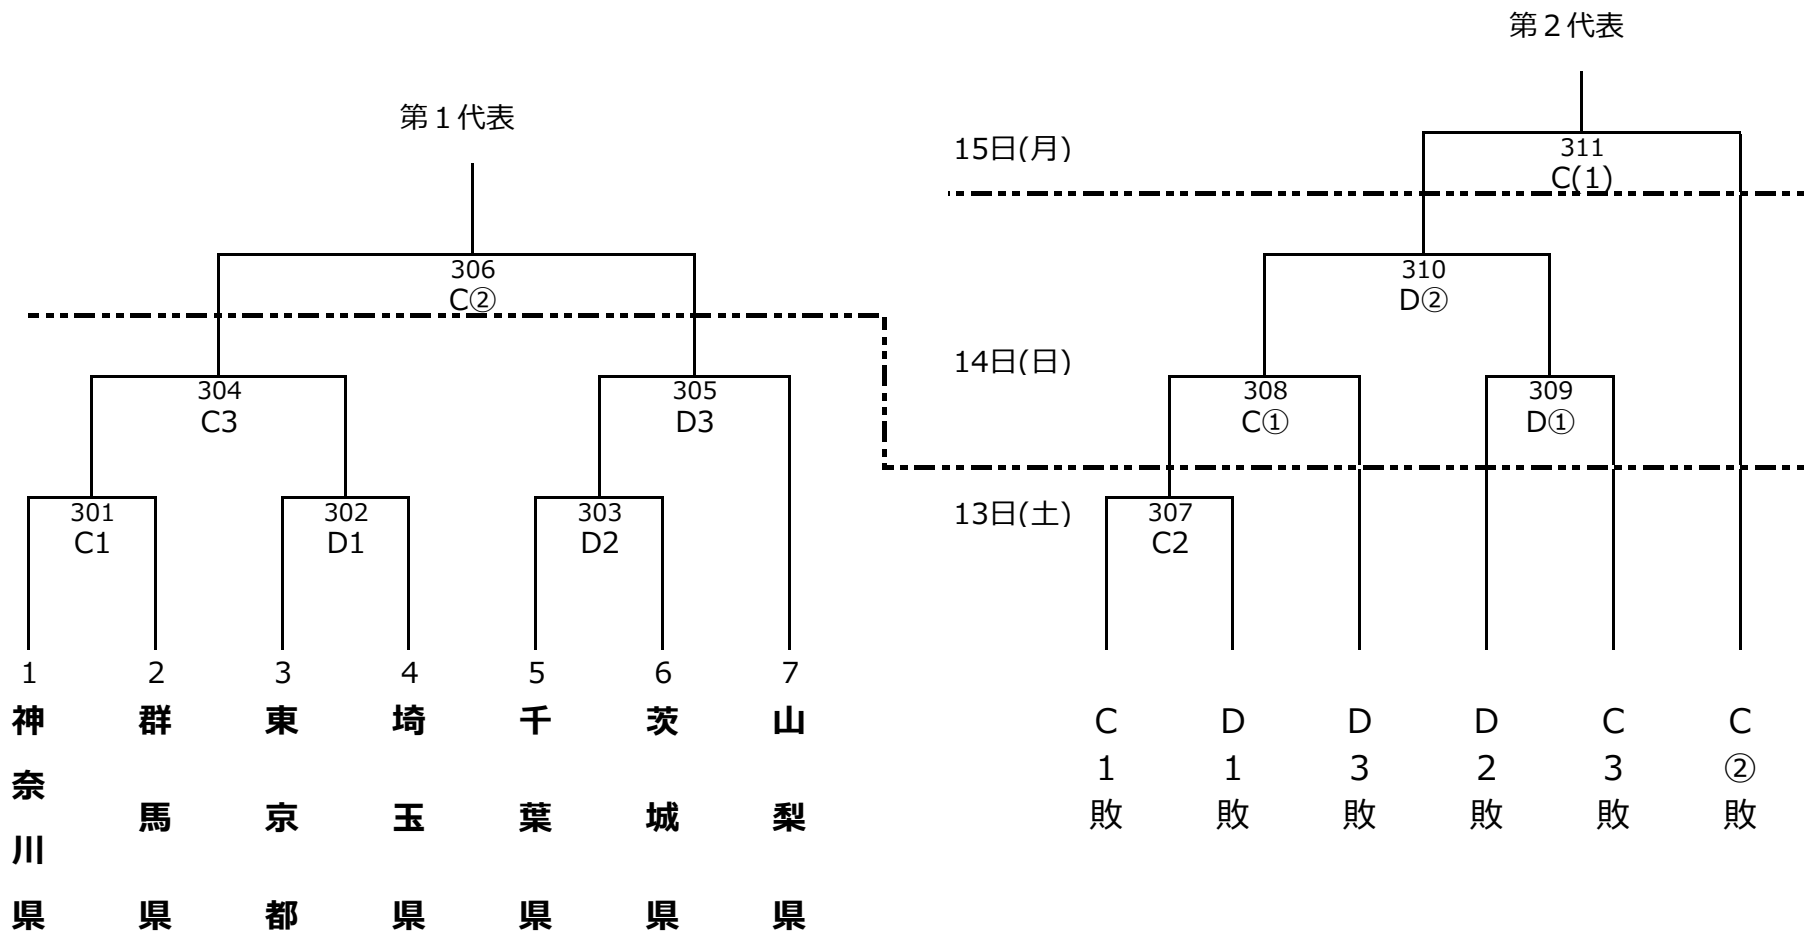 第２代表
第１代表
15日(月)
311
C(1)
306
C②
310
D②
14日(日)
304
C3
305
D3
308
C①
309
D①
13日(土)
301
C1
302
D1
303
D2
307
C2
1
神奈川県
2
群馬県
3
東京都
4
埼玉県
5
千葉県
6
茨城県
7
山梨県
C1敗
D1敗
D3敗
D2敗
C3敗
C②敗